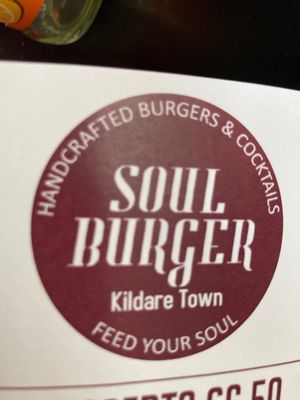 HANDCRAFTED BURGERS & COCKTAILS
SOUL
BURGER
Kildare Town
FEED YOUR SOUL